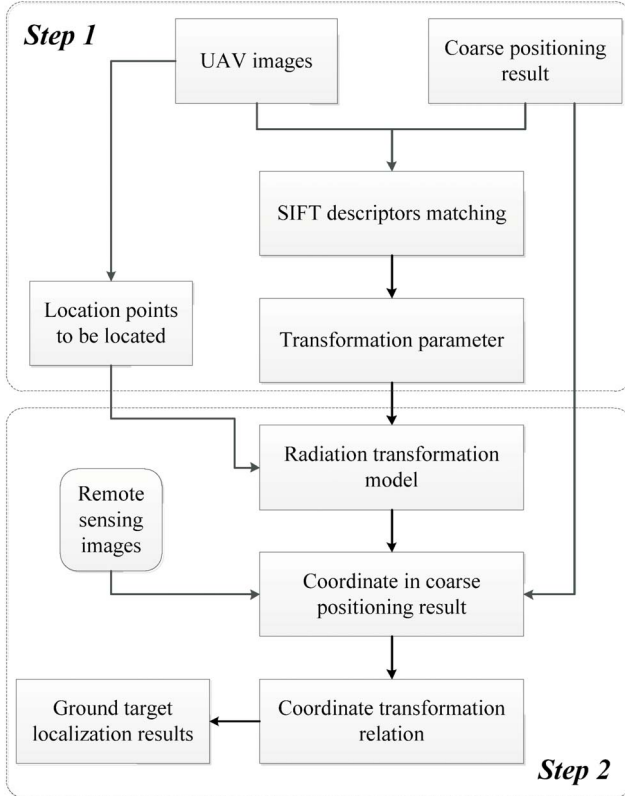 Step 1
UAV images
Coarse positioning
result
SIFT descriptors matching
Location points
to be located
Transformation parameter
Radiation transformation
model
Remote
sensing
images
Coordinate in coarse
positioning result
Ground target
localization results
Coordinate transformation
relation
Step 2